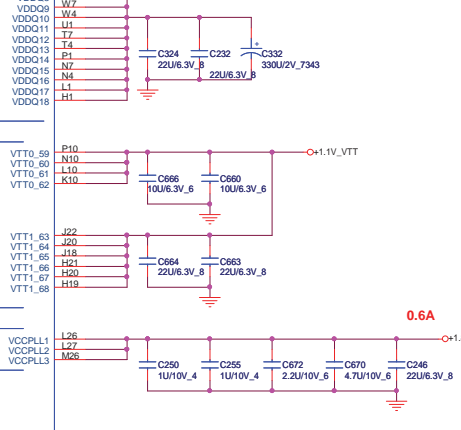 VDDQ9 W7
VDDQ10 W4
VDDQ11 U1
VDDQ12 T7
VDDQ13 T4
VDDQ14 P1
VDDQ15 N7
VDDQ16 N4
VDDQ17 L1
VDDQ18 H1
C324 C232 + C332
22U/6.3V_8 22U/6.3V_8 330U/2V_7343
VTT0_59 P10
VTT0_60 N10
VTT0_61 L10
VTT0_62 K10
+1.1V_VTT
C666 C660
10U/6.3V_6 10U/6.3V_6
VTT1_63 J22
VTT1_64 J20
VTT1_65 J18
VTT1_66 H21
VTT1_67 H20
VTT1_68 H19
C664 C663
22U/6.3V_8 22U/6.3V_8
0.6A
VCCPLL1 L26
VCCPLL2 L27
VCCPLL3 M26
+1.
C250 C255 C672 C670 C246
1U/10V_4 1U/10V_4 2.2U/10V_6 4.7U/10V_6 22U/6.3V_8